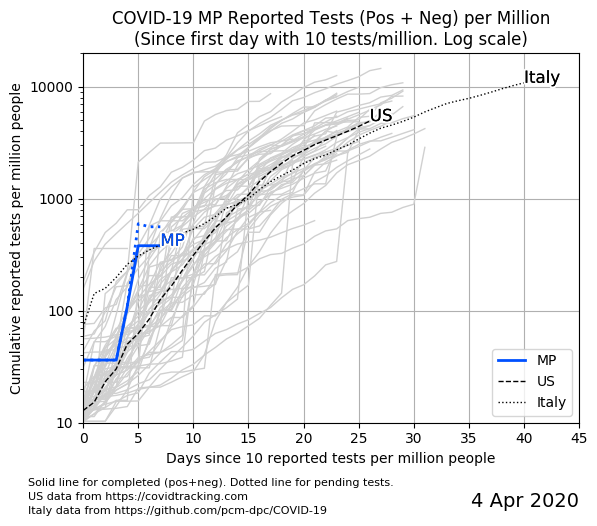 COVID-19 MP Reported Tests (Pos + Neg) per Million
(Since first day with 10 tests/million. Log scale)
Cumulative reported tests per million people
10000
1000
100
10
Italy
US
MP
MP
US
Italy
0 5 10 15 20 25 30 35 40 45
Days since 10 reported tests per million people
Solid line for completed (pos+neg). Dotted line for pending tests.
US data from https://covidtracking.com
Italy data from https://github.com/pcm-dpc/COVID-19
4 Apr 2020